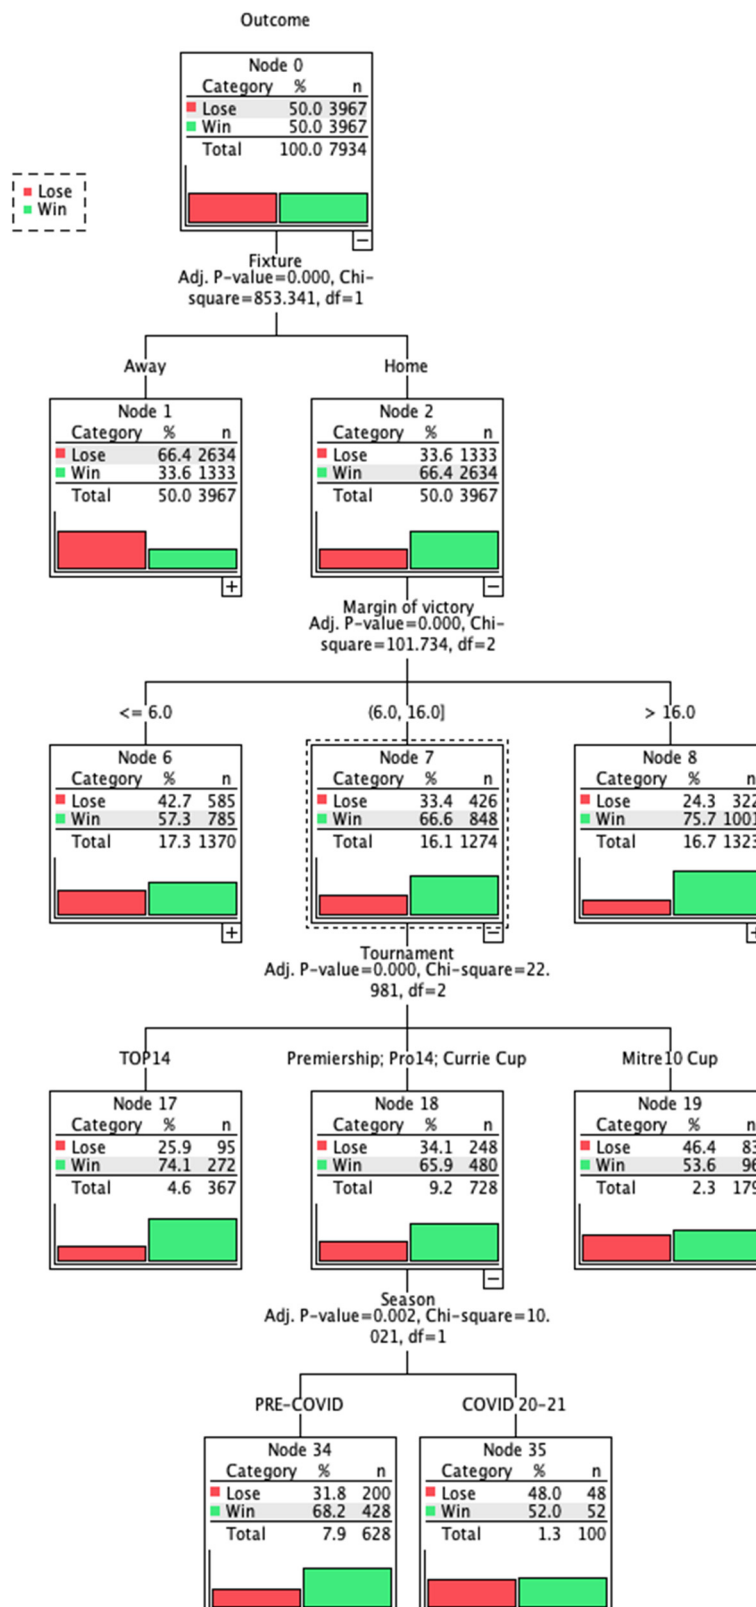 Outcome
Node 0
Category % n
Lose 50.0 3967
Win 50.0 3967
Total 100.0 7934
Lose
Win
Fixture
Adj. P-value=0.000, Chi-
square=853.341, df=1
Away Home
Node 1
Category % n
Lose 66.4 2634
Win 33.6 1333
Total 50.0 3967
Node 2
Category % n
Lose 33.6 1333
Win 66.4 2634
Total 50.0 3967
Margin of victory
Adj. P-value=0.000, Chi-
square=101.734, df=2
<= 6.0 (6.0, 16.0] > 16.0
Node 6
Category % n
Lose 42.7 585
Win 57.3 785
Total 17.3 1370
Node 7
Category % n
Lose 33.4 426
Win 66.6 848
Total 16.1 1274
Node 8
Category % n
Lose 24.3 322
Win 75.7 1001
Total 16.7 1323
Tournament
Adj. P-value=0.000, Chi-square=22.
981, df=2
TOP14 Premiership; Pro14; Currie Cup Mitre10 Cup
Node 17
Category % n
Lose 25.9 95
Win 74.1 272
Total 4.6 367
Node 18
Category % n
Lose 34.1 248
Win 65.9 480
Total 9.2 728
Node 19
Category % n
Lose 46.4 83
Win 53.6 96
Total 2.3 179
Season
Adj. P-value=0.002, Chi-square=10.
021, df=1
PRE-COVID COVID 20-21
Node 34
Category % n
Lose 31.8 200
Win 68.2 428
Total 7.9 628
Node 35
Category % n
Lose 48.0 48
Win 52.0 52
Total 1.3 100